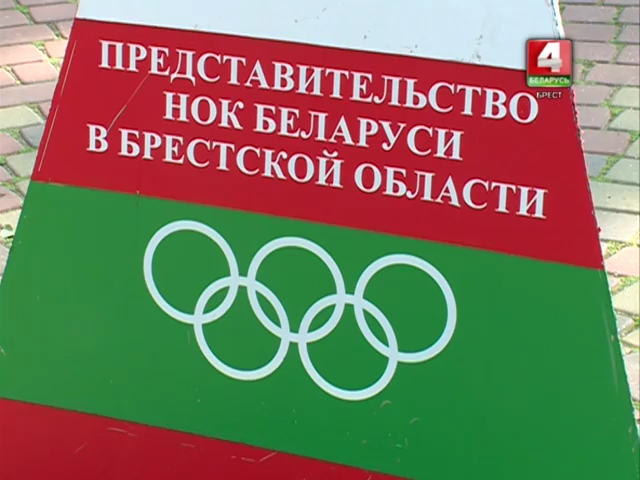 ПРЕДСТАВИТЕЛЬСТВО
НОК БЕЛАРУСИ
В БРЕСТСКОЙ ОБЛАСТИ
4
БЕЛАРУСЬ
БРЕСТ